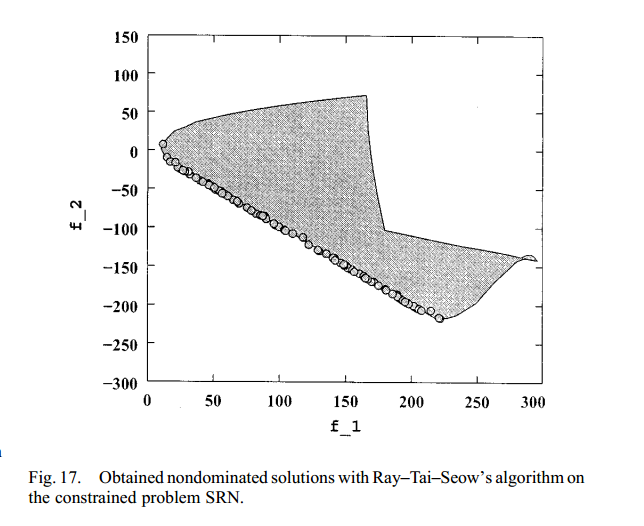 150
100
50
0
−50
−100
−150
−200
−250
−300
f_2
0 50 100 150 200 250 300
f_1
Fig. 17. Obtained nondominated solutions with Ray–Tai–Seow's algorithm on
the constrained problem SRN.